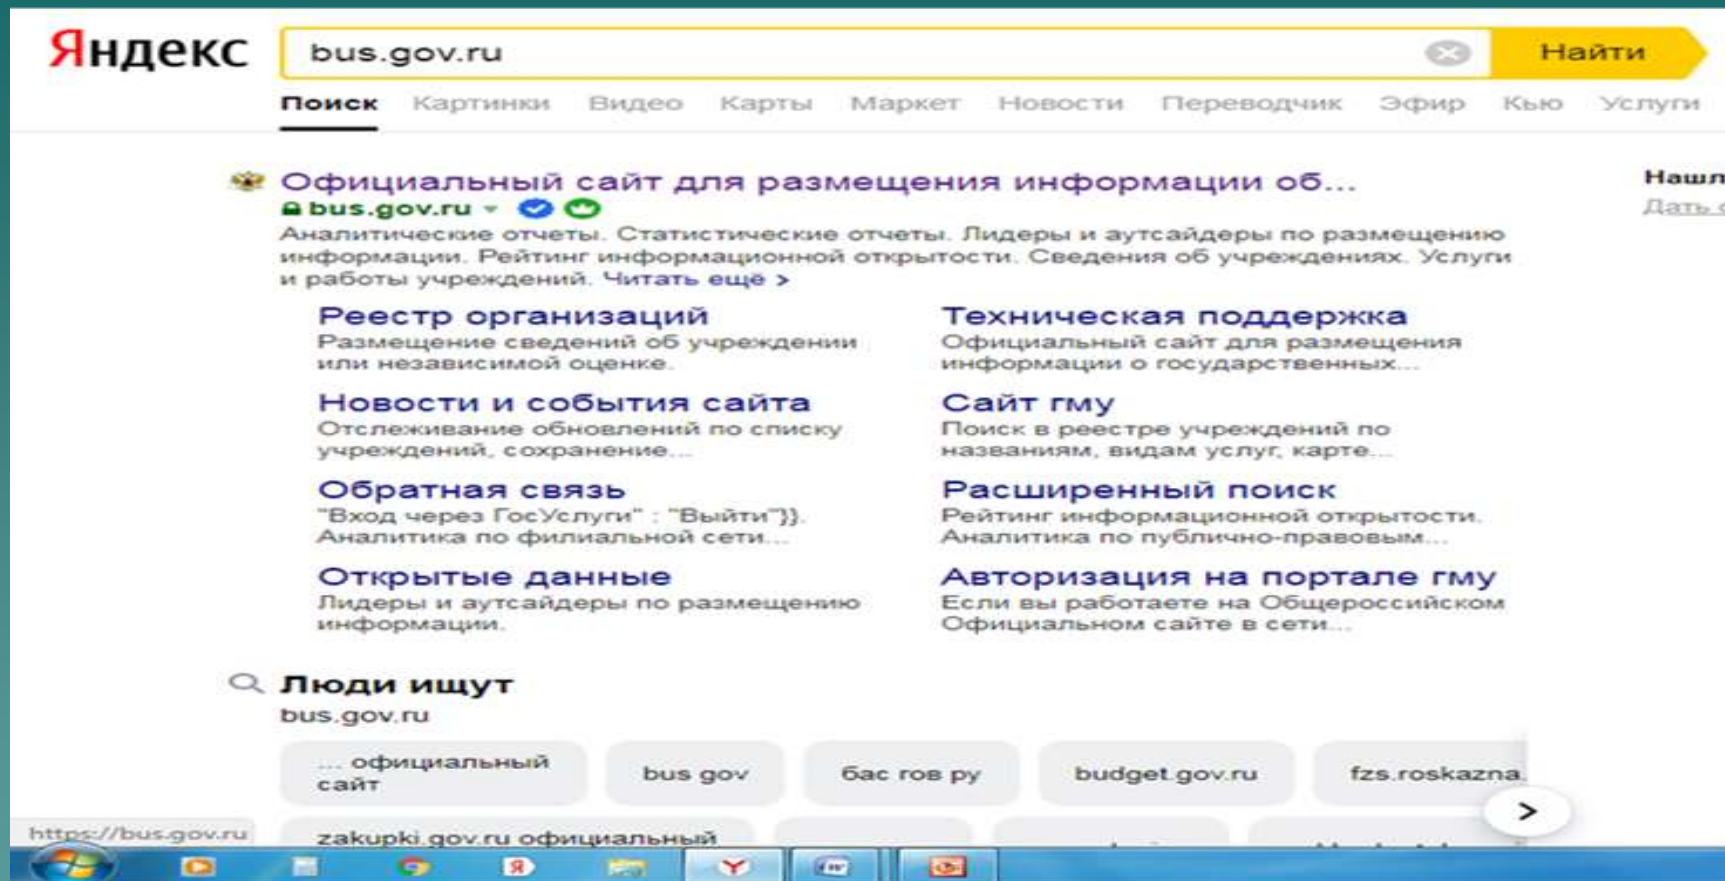 Яндекс
bus.gov.ru
Найти
Поиск Картинки Видео Карты Маркет Новости Переводчик Эфир Кью Услуги
Официальный сайт для размещения информации об...
bus.gov.ru
Аналитические отчеты. Статистические отчеты. Лидеры и аутсайдеры по размещению
информации. Рейтинг информационной открытости. Сведения об учреждениях. Услуги
и работы учреждений. Читать ещё >
Нашл
Дать
Реестр организаций
Размещение сведений об учреждении
или независимой оценке.
Техническая поддержка
Официальный сайт для размещения
информации о государственных...
Новости и события сайта
Отслеживание обновлений по списку
учреждений, сохранение...
Сайт гму
Поиск в реестре учреждений по
названиям, видам услуг, карте...
Обратная связь
"Вход через ГосУслуги" : "Выйти"}}.
Аналитика по филиальной сети...
Расширенный поиск
Рейтинг информационной открытости.
Аналитика по публично-правовым...
Открытые данные
Лидеры и аутсайдеры по размещению
информации.
Авторизация на портале гму
Если вы работаете на Общероссийском
Официальном сайте в сети...
Люди ищут
bus.gov.ru
... официальный
сайт
bus gov
бас гов ру
budget.gov.ru
fzs.roskazna.
zakupki.gov.ru официальный
https://bus.gov.ru